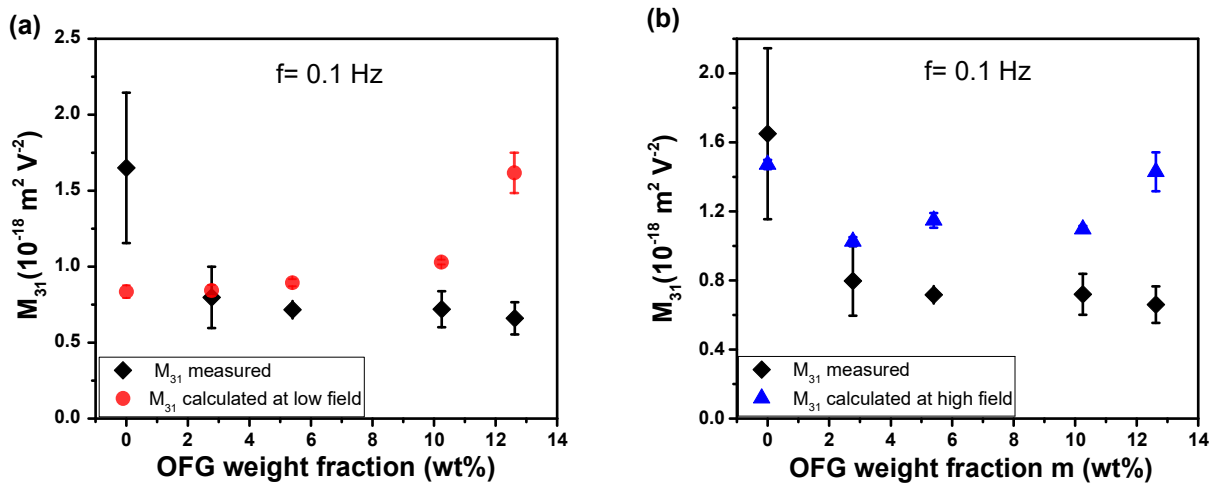 (a)
f= 0.1 Hz
M₃₁(10⁻¹⁸ m² V⁻²)
2.5
2.0
1.5
1.0
0.5
0.0
M₃₁ measured
M₃₁ calculated at low field
0 2 4 6 8 10 12 14
OFG weight fraction (wt%)
(b)
f= 0.1 Hz
M₃₁(10⁻¹⁸ m² V⁻²)
2.0
1.6
1.2
0.8
0.4
0.0
M₃₁ measured
M₃₁ calculated at high field
0 2 4 6 8 10 12 14
OFG weight fraction m (wt%)